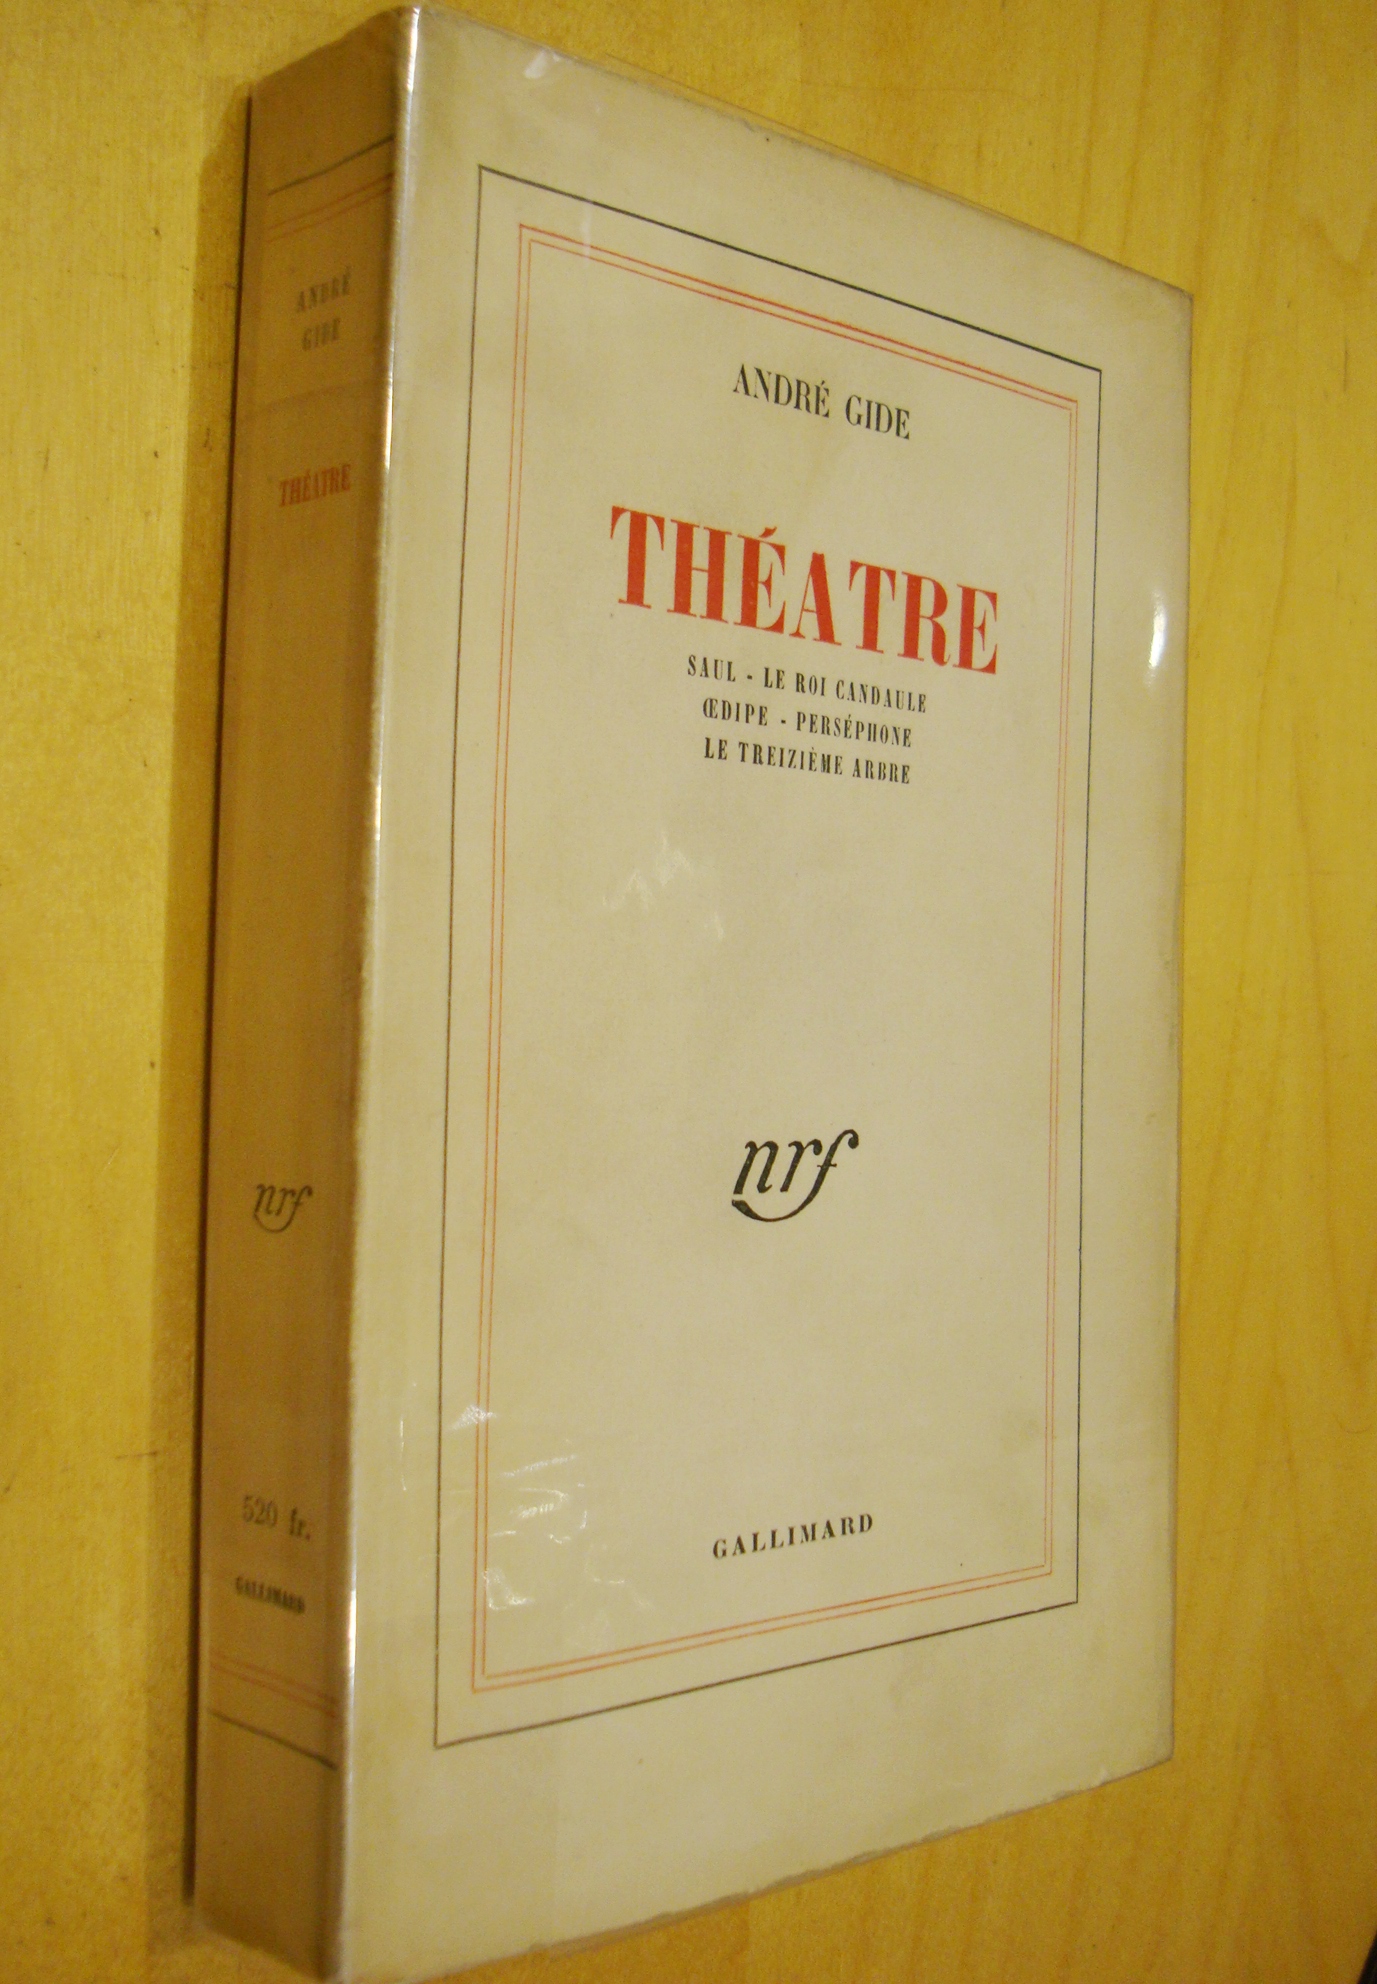 ANDRÉ
GIDE
THÉATRE
nrf
520 fr.
GALLIMARD
ANDRÉ GIDE
THÉATRE
SAUL - LE ROI CANDAULE
ŒDIPE - PERSÉPHONE
LE TREIZIÈME ARBRE
nrf
GALLIMARD